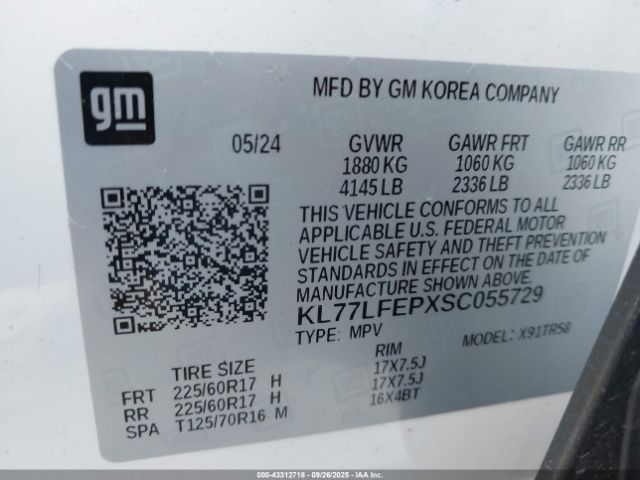 gm
MFD BY GM KOREA COMPANY
05/24 GVWR GAWR FRT GAWR RR
1880 KG 1060 KG 1060 KG
4145 LB 2336 LB 2336 LB
THIS VEHICLE CONFORMS TO ALL
APPLICABLE U.S. FEDERAL MOTOR
VEHICLE SAFETY AND THEFT PREVENTION
STANDARDS IN EFFECT ON THE DATE OF
MANUFACTURE SHOWN ABOVE.
KL77LFEPXSC055729
TYPE: MPV MODEL: X91TR58
TIRE SIZE RIM
FRT 225/60R17 H 17X7.5J
RR 225/60R17 H 17X7.5J
SPA T125/70R16 M 16X4BT
000-43312718 - 09/26/2025 - iaai.com